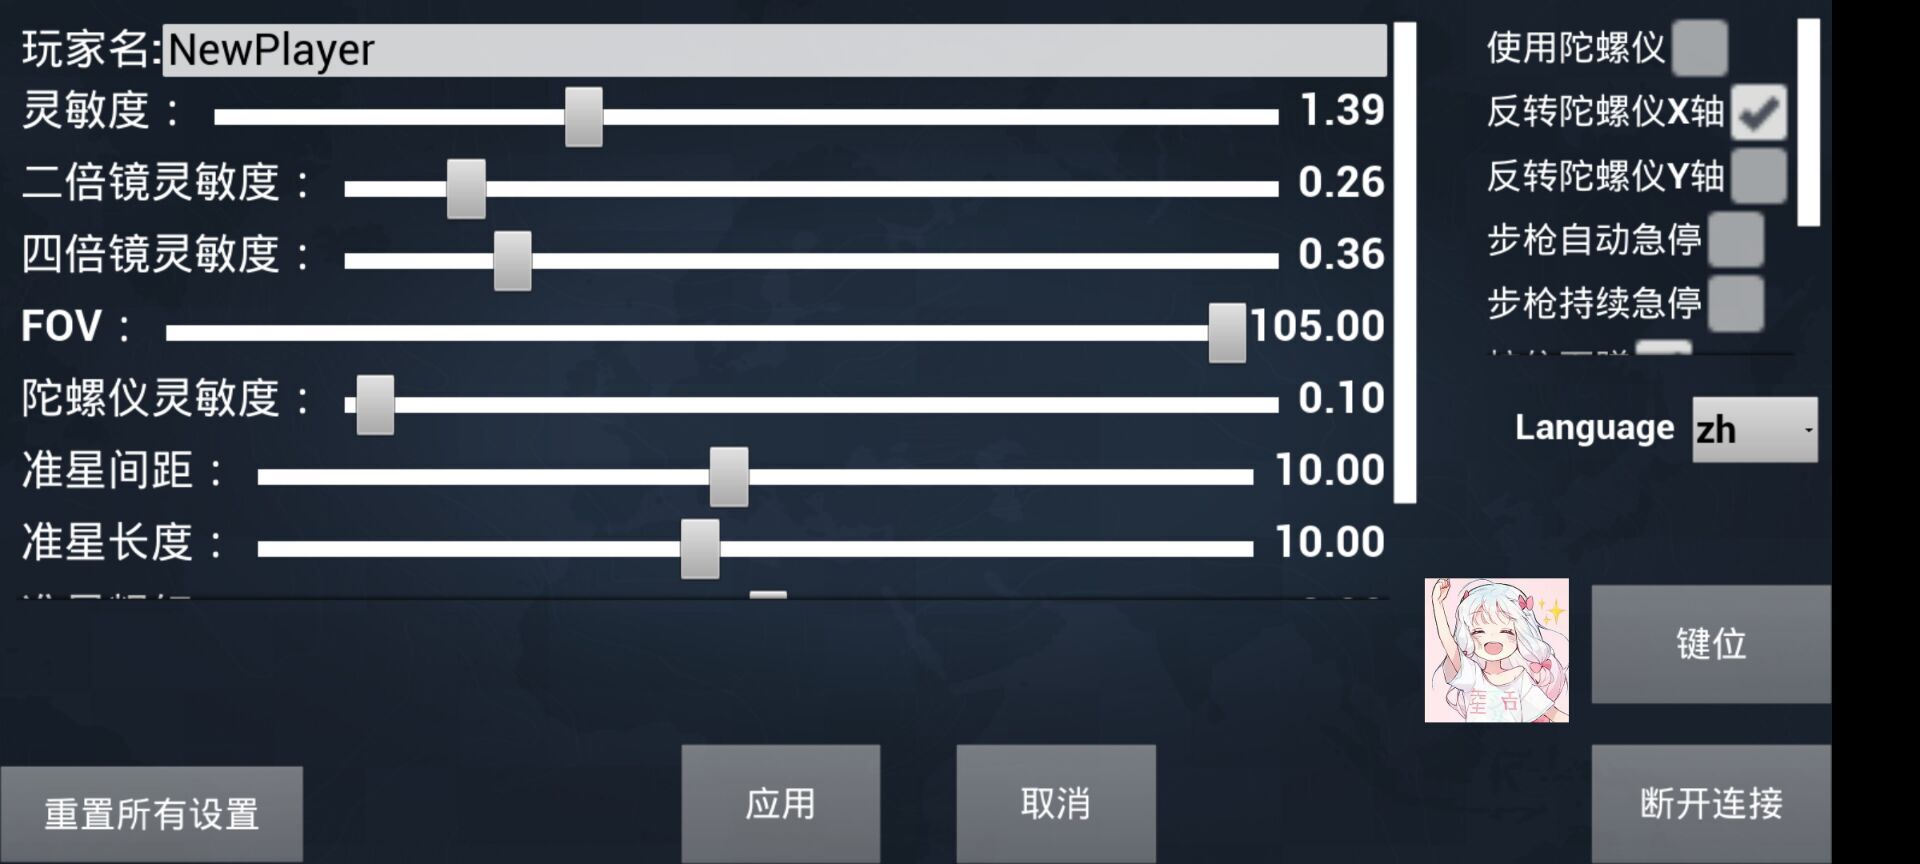 玩家名:NewPlayer
灵敏度： 1.39
二倍镜灵敏度： 0.26
四倍镜灵敏度： 0.36
FOV： 105.00
陀螺仪灵敏度： 0.10
准星间距： 10.00
准星长度： 10.00
使用陀螺仪
反转陀螺仪X轴
反转陀螺仪Y轴
步枪自动急停
步枪持续急停
Language zh
键位
重置所有设置
应用
取消
断开连接